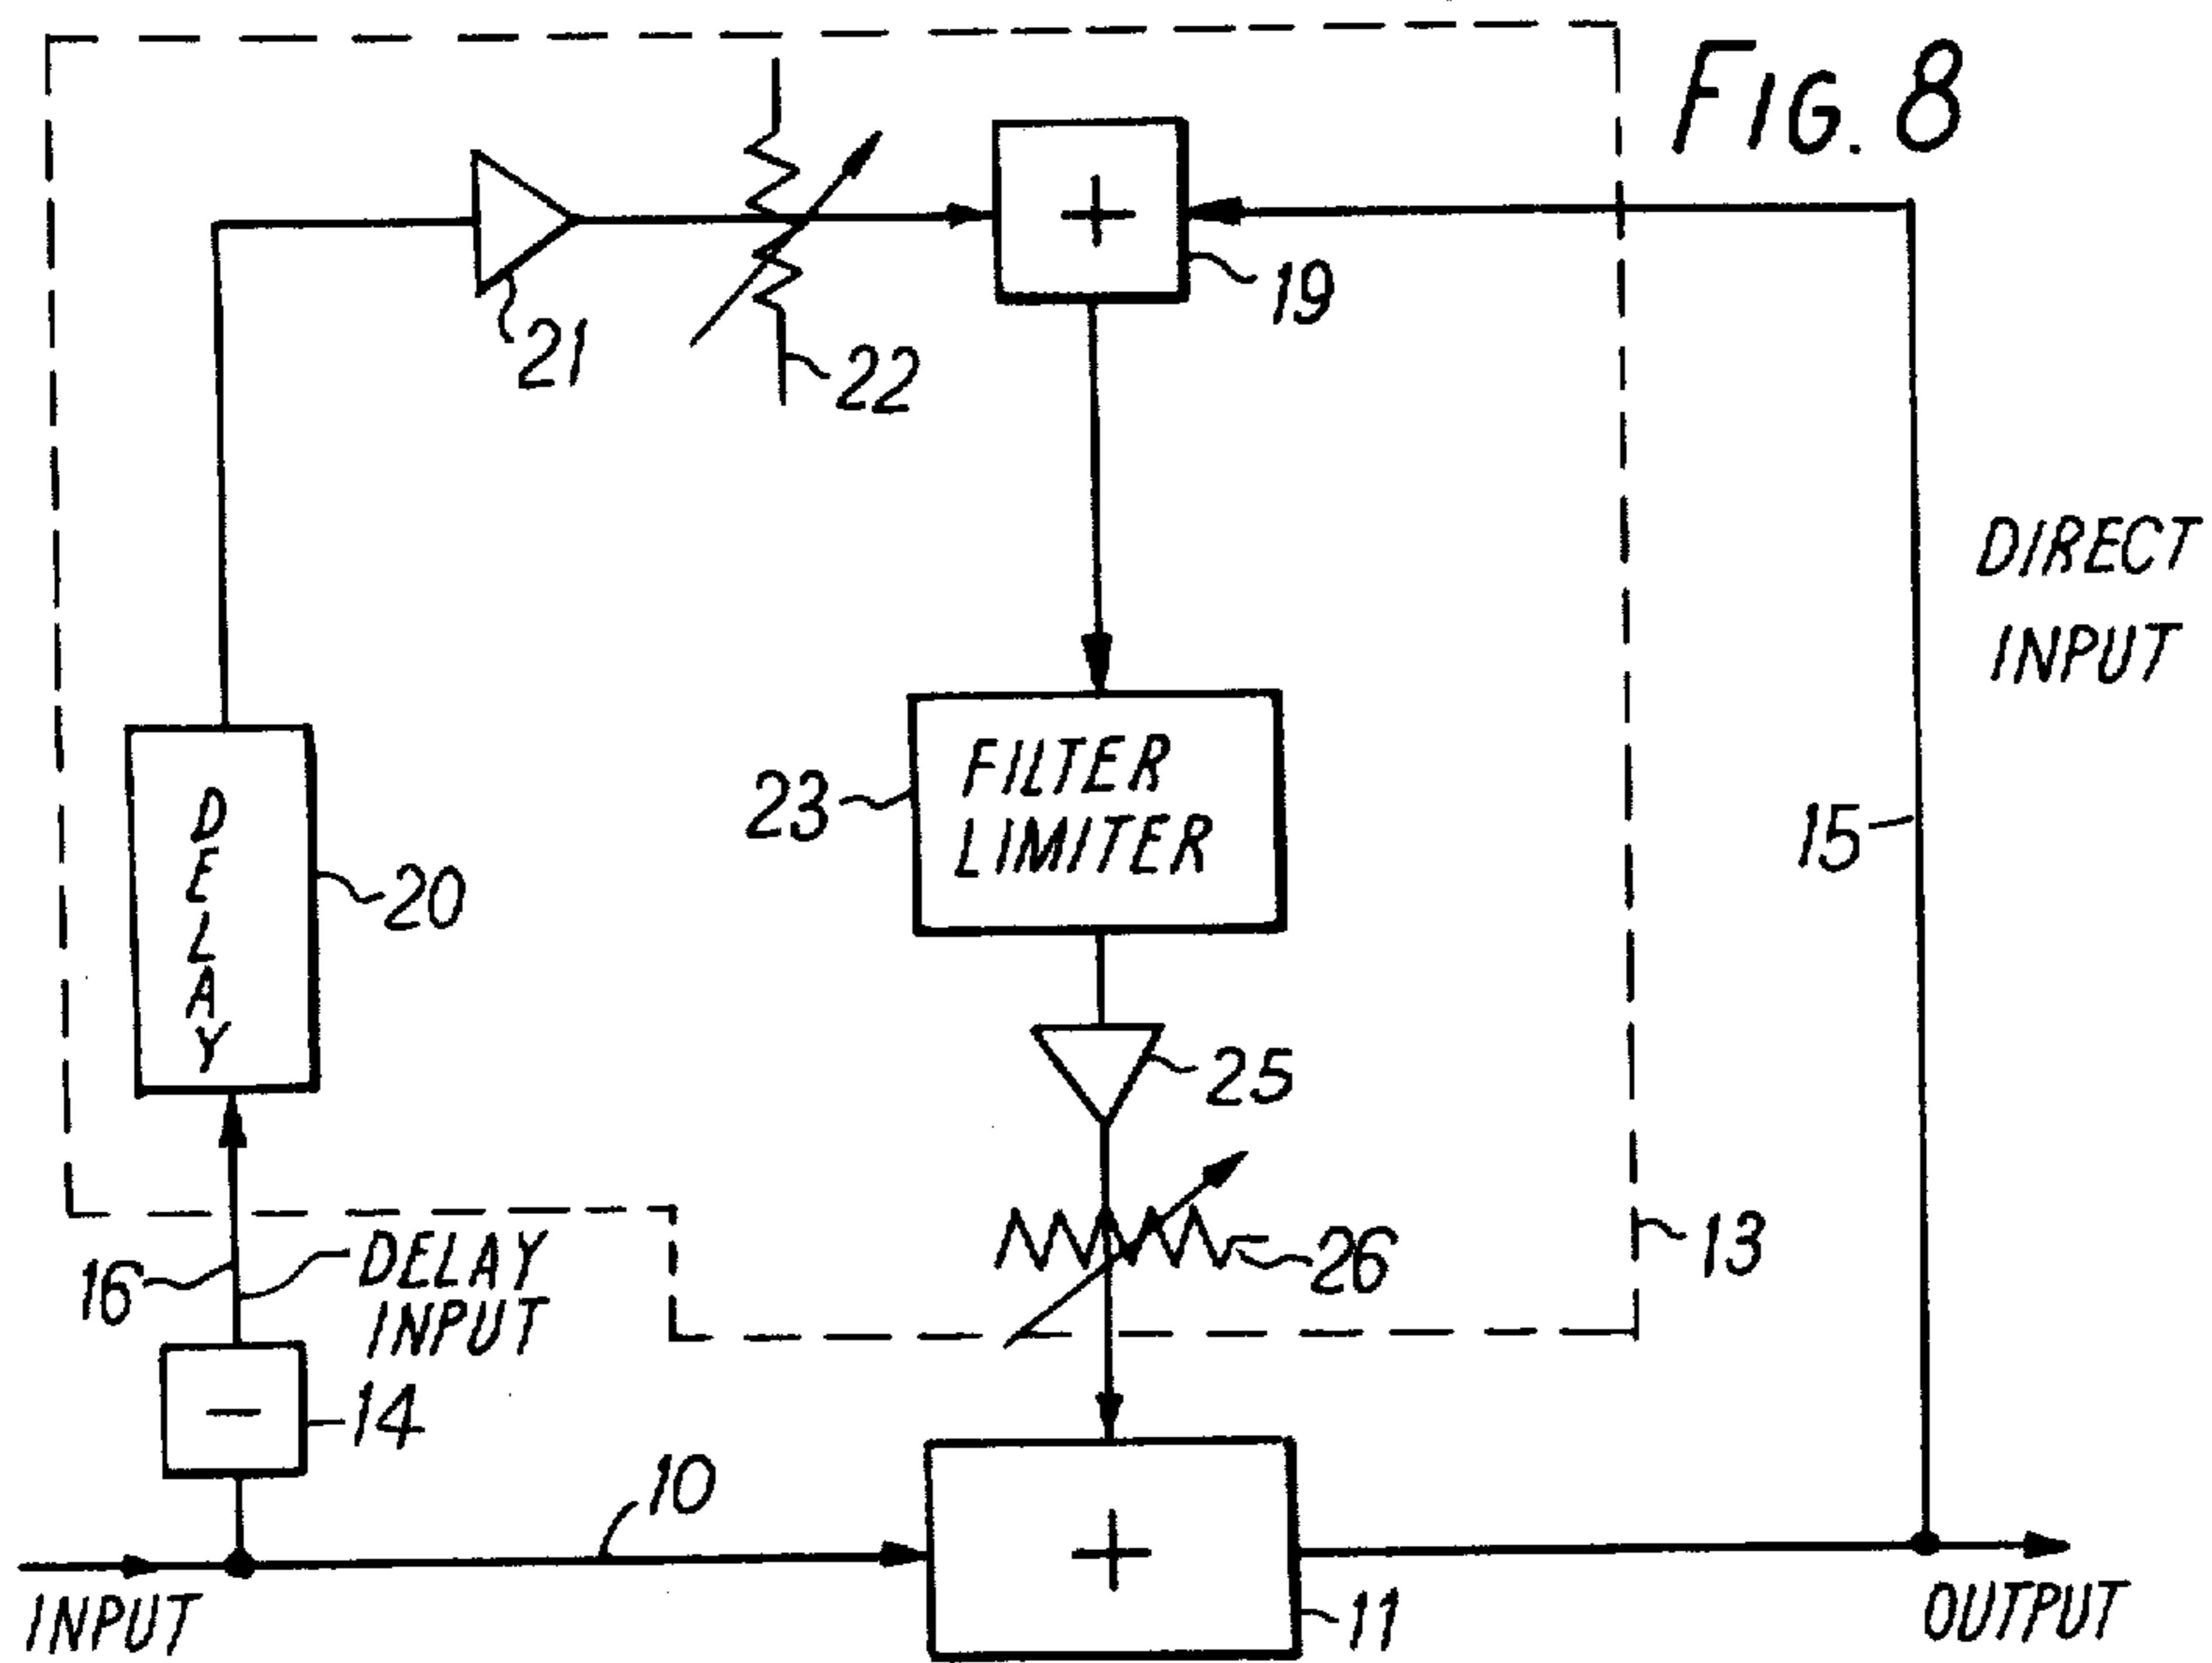 FIG. 8
+
19
21
22
DIRECT
INPUT
FILTER
LIMITER
23
15
DELAY
20
25
26
13
16
DELAY
INPUT
-
14
10
+
11
INPUT
OUTPUT